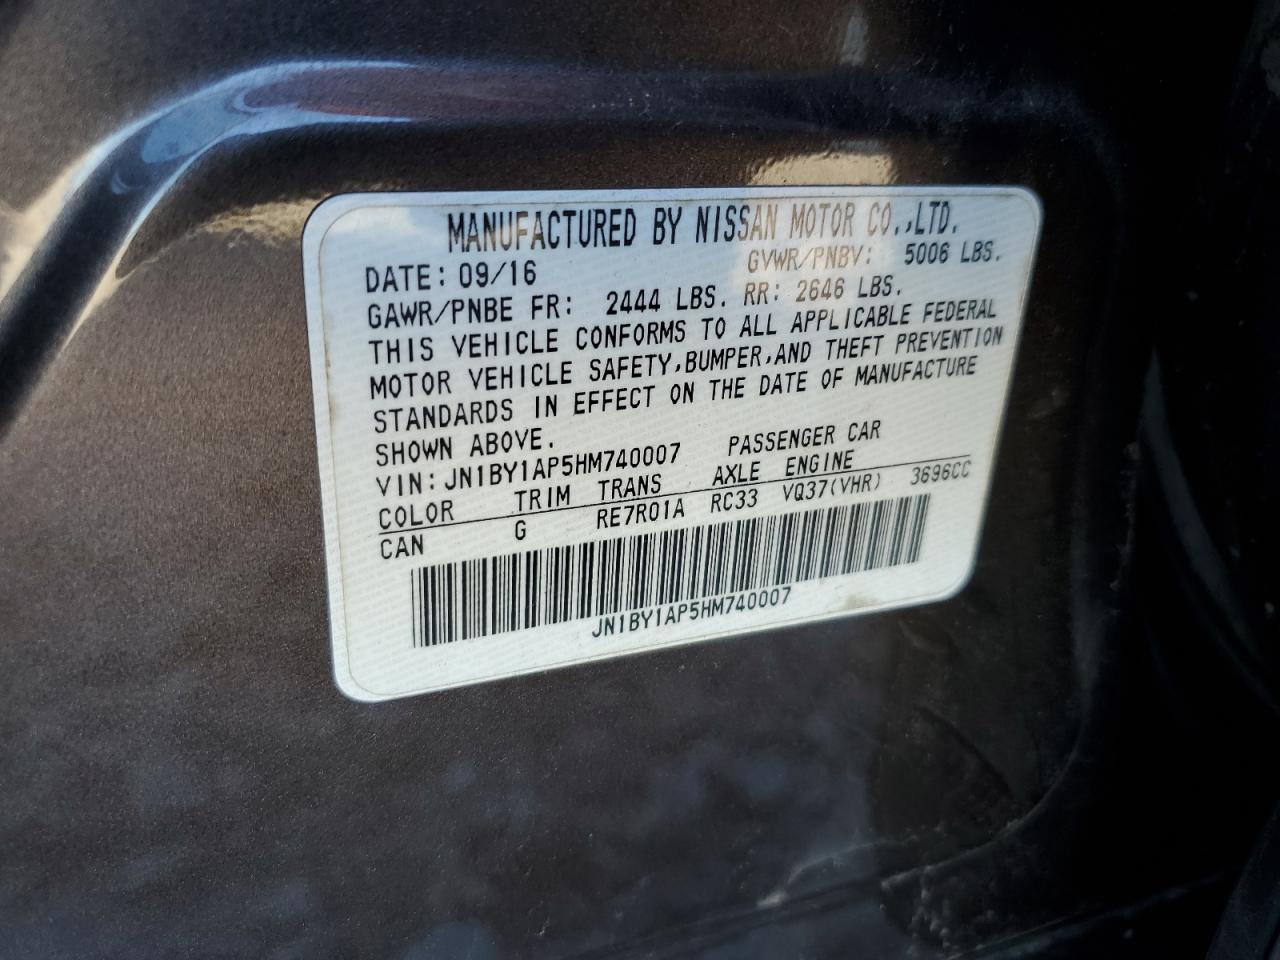 MANUFACTURED BY NISSAN MOTOR CO.,LTD.
DATE: 09/16 GVWR/PNBV: 5006 LBS.
GAWR/PNBE FR: 2444 LBS. RR: 2646 LBS.
THIS VEHICLE CONFORMS TO ALL APPLICABLE FEDERAL
MOTOR VEHICLE SAFETY,BUMPER,AND THEFT PREVENTION
STANDARDS IN EFFECT ON THE DATE OF MANUFACTURE
SHOWN ABOVE.
VIN: JN1BY1AP5HM740007 PASSENGER CAR
COLOR TRIM TRANS AXLE ENGINE
CAN G RE7R01A RC33 VQ37(VHR) 3696CC
JN1BY1AP5HM740007